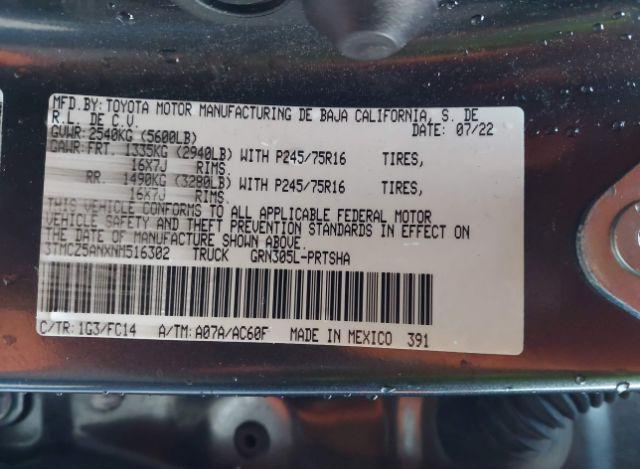 MFD.BY: TOYOTA MOTOR MANUFACTURING DE BAJA CALIFORNIA, S. DE
R.L. DE C.V. DATE: 07/22
GVWR: 2540KG (5600LB)
GAWR: FRT. 1335KG (2940LB) WITH P245/75R16 TIRES,
16X7J RIMS.
RR. 1490KG (3280LB) WITH P245/75R16 TIRES,
16X7J RIMS.
THIS VEHICLE CONFORMS TO ALL APPLICABLE FEDERAL MOTOR
VEHICLE SAFETY AND THEFT PREVENTION STANDARDS IN EFFECT ON
THE DATE OF MANUFACTURE SHOWN ABOVE.
3TMCZ5ANXNM516302 TRUCK GRN305L-PRTSHA
C/TR: 1G3/FC14 A/TM: A07A/AC60F MADE IN MEXICO 391